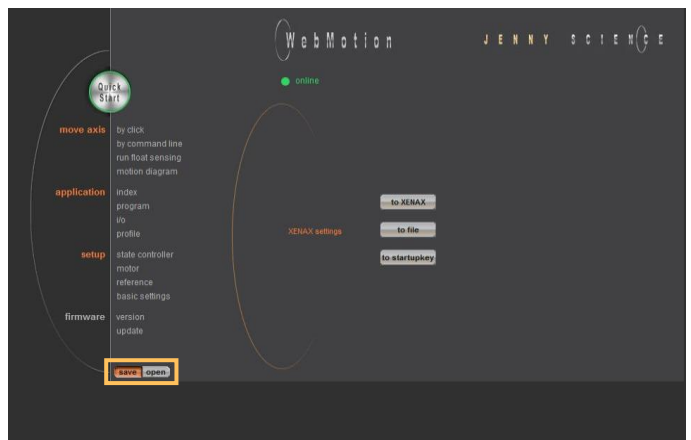 WebMotion
JENNY SCIENCE
online
Quick
Start
move axis
by click
by command line
run float sensing
motion diagram
application
index
program
i/o
profile
setup
state controller
motor
reference
basic settings
firmware
version
update
XENAX settings
to XENAX
to file
to startupkey
save open